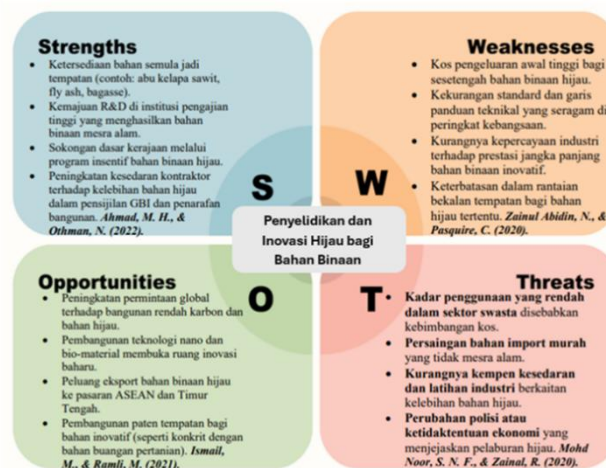 Strengths
• Ketersediaan bahan semula jadi
tempatan (contoh: abu kelapa sawit,
fly ash, bagasse).
• Kemajuan R&D di institusi pengajian
tinggi yang menghasilkan bahan
binaan mesra alam.
• Sokongan dasar kerajaan melalui
program insentif bahan binaan hijau.
• Peningkatan kesedaran kontraktor
terhadap kelebihan bahan hijau
dalam pensijilan GBI dan penarafan
bangunan. Ahmad, M. H., &
Othman, N. (2022).
S
Weaknesses
• Kos pengeluaran awal tinggi bagi
sesetengah bahan binaan hijau.
• Kekurangan standard dan garis
panduan teknikal yang seragam di
peringkat kebangsaan.
• Kurangnya kepercayaan industri
terhadap prestasi jangka panjang
bahan binaan inovatif.
• Keterbatasan dalam rantaian
bekalan tempatan bagi bahan
hijau tertentu. Zainul Abidin, N., &
Pasquire, C. (2020).
W
Penyelidikan dan
Inovasi Hijau bagi
Bahan Binaan
Opportunities
• Peningkatan permintaan global
terhadap bangunan rendah karbon dan
bahan hijau.
• Pembangunan teknologi nano dan
bio-material membuka ruang inovasi
baharu.
• Peluang eksport bahan binaan hijau
ke pasaran ASEAN dan Timur
Tengah.
• Pembangunan paten tempatan bagi
bahan inovatif (seperti konkrit dengan
bahan buangan pertanian). Ismail,
M., & Ramli, M. (2021).
O
Threats
• Kadar penggunaan yang rendah
dalam sektor swasta disebabkan
kebimbangan kos.
• Persaingan bahan import murah
yang tidak mesra alam.
• Kurangnya kempen kesedaran
dan latihan industri berkaitan
kelebihan bahan hijau.
• Perubahan polisi atau
ketidaktentuan ekonomi yang
menjejaskan pelaburan hijau. Mohd
Noor, S. N. F., & Zainal, R. (2020).
T